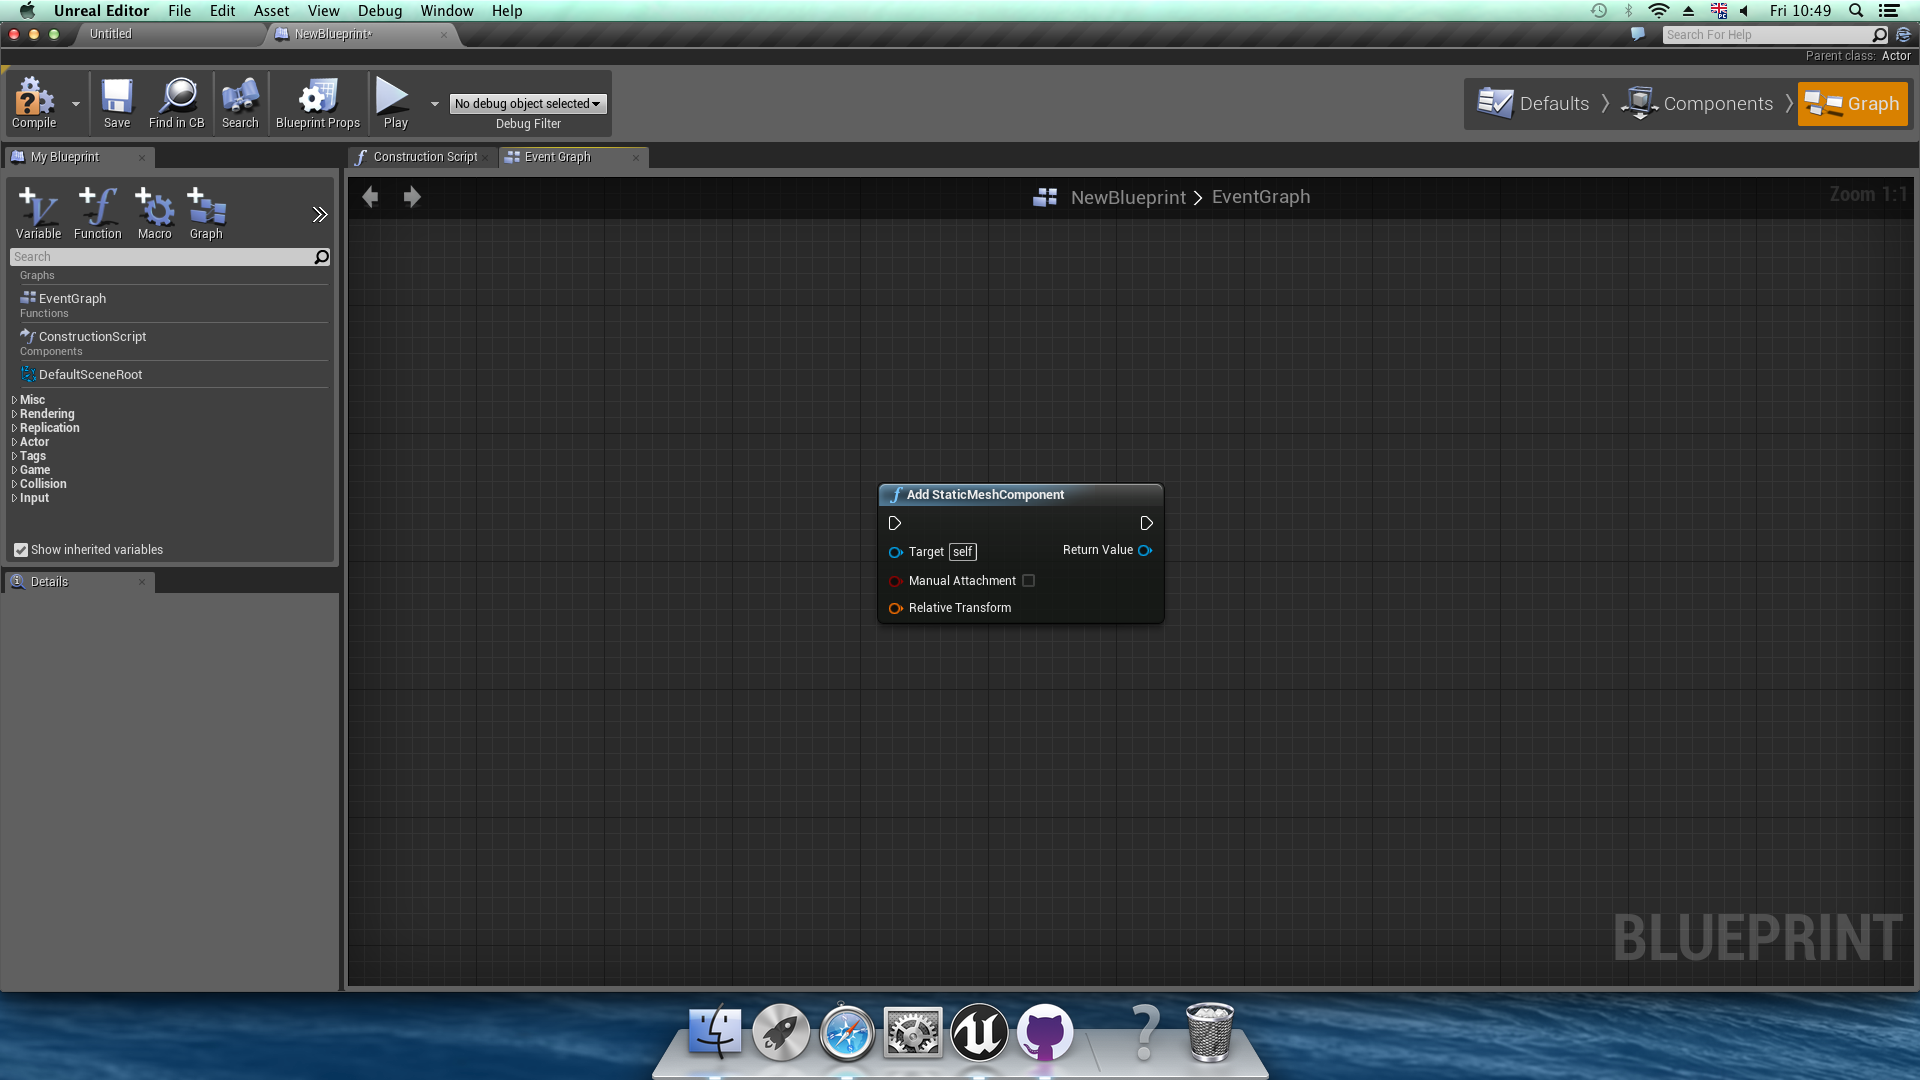 Unreal Editor File Edit Asset View Debug Window Help Fri 10:49
Untitled NewBlueprint* Search For Help
Parent class: Actor
Compile Save Find in CB Search Blueprint Props Play
No debug object selected
Debug Filter
Defaults Components Graph
My Blueprint
Construction Script Event Graph
NewBlueprint > EventGraph Zoom 1:1
Variable Function Macro Graph
Search
Graphs
EventGraph
Functions
ConstructionScript
Components
DefaultSceneRoot
Misc
Rendering
Replication
Actor
Tags
Game
Collision
Input
Show inherited variables
Details
Add StaticMeshComponent
Target self Return Value
Manual Attachment
Relative Transform
BLUEPRINT